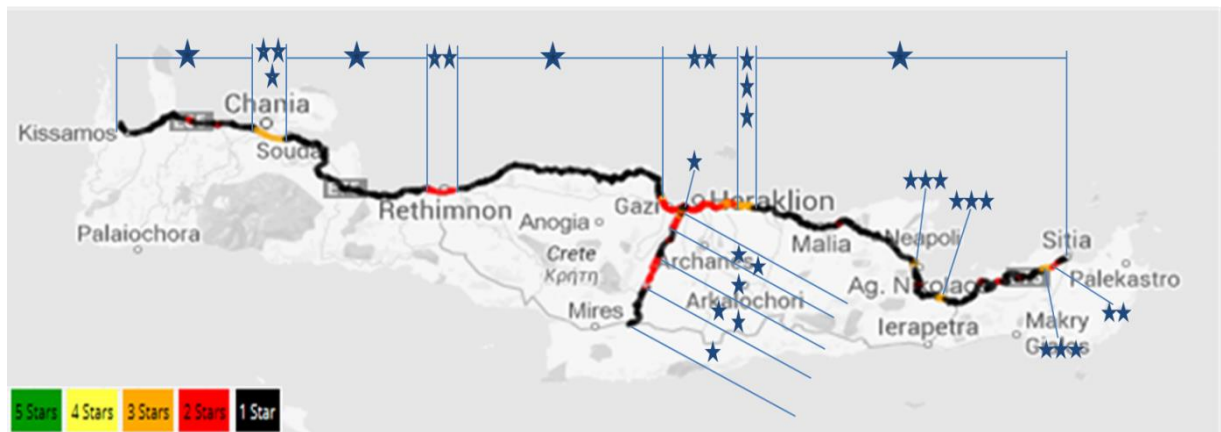 Chania
Kissamos
Souda
Rethimnon
Palaiochora
Anogia
Crete
Κρήτη
Gazi
Heraklion
Archanes
Arkalochori
Mires
Malia
Neapoli
Ag. Nikolaos
Ierapetra
Sitia
Palekastro
Makry
Gialos
5 Stars 4 Stars 3 Stars 2 Stars 1 Star